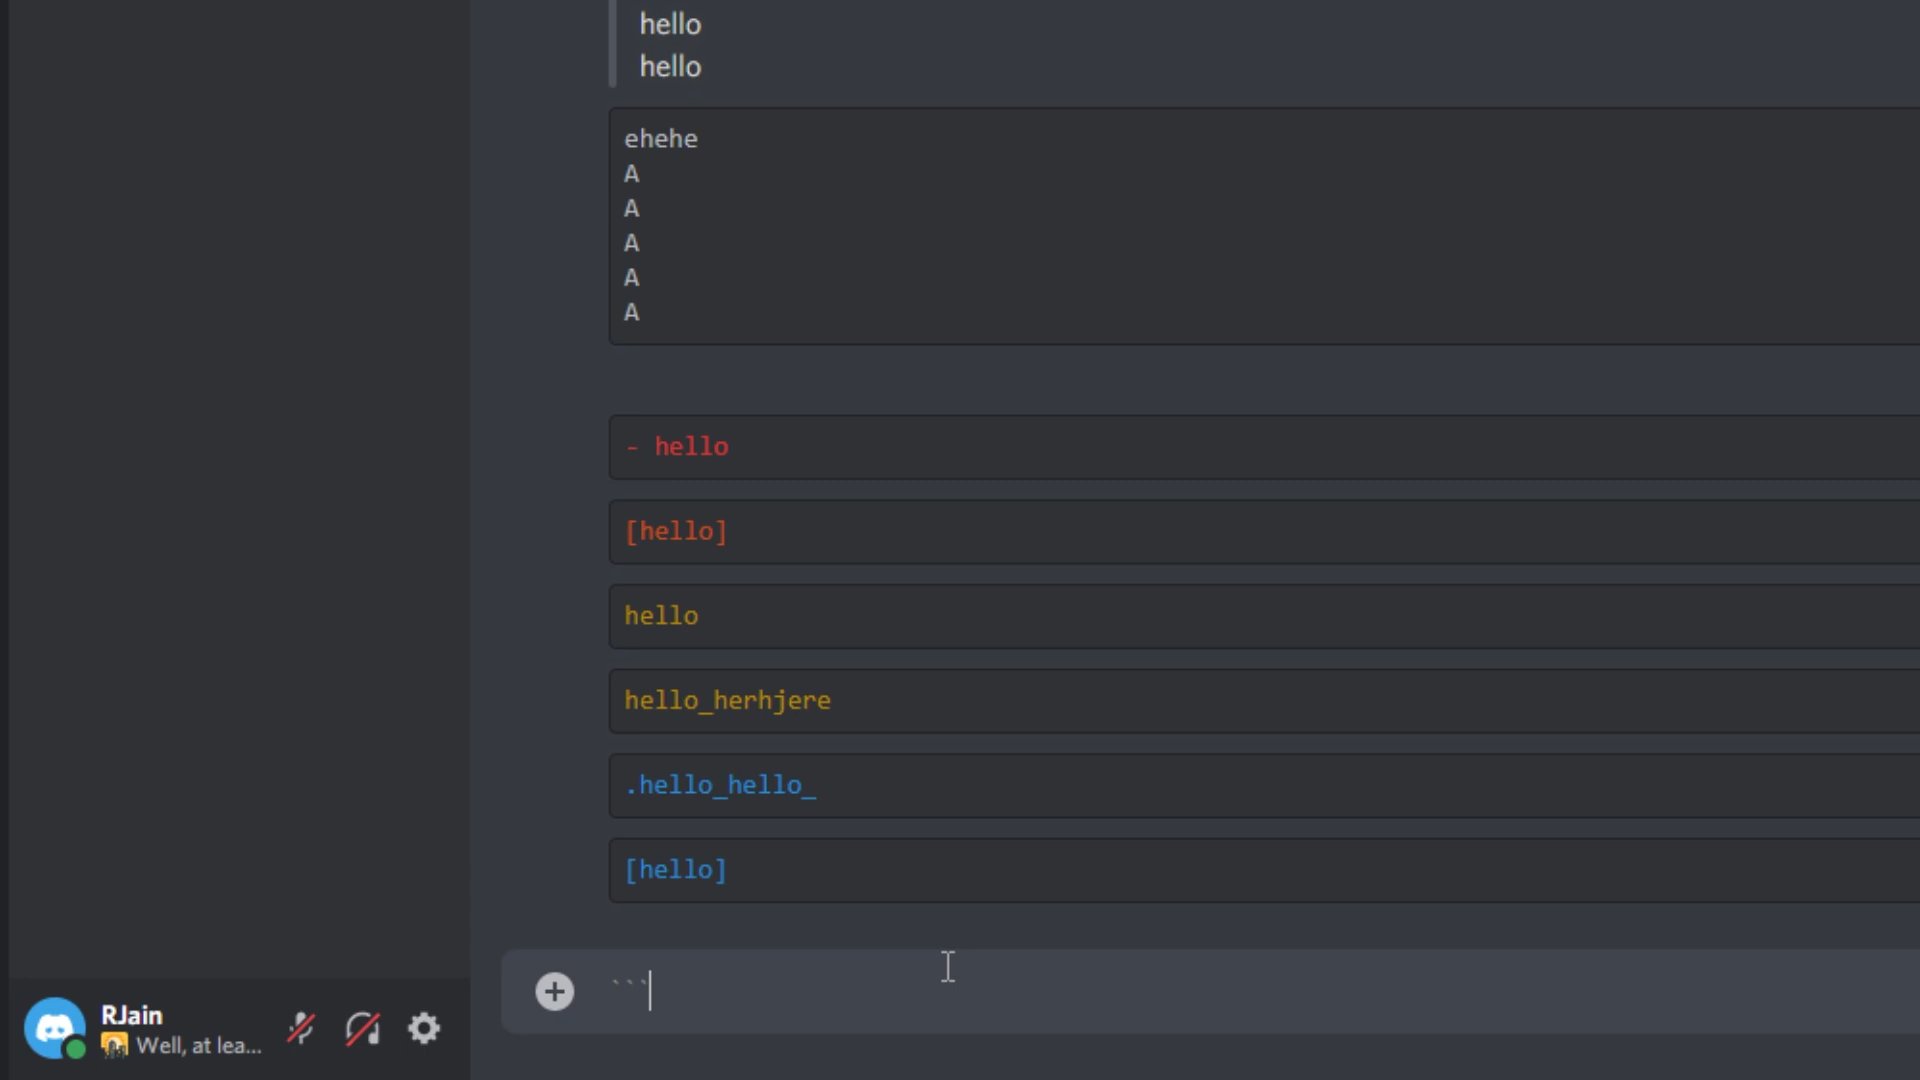 hello
hello
ehehe
A
A
A
A
A
- hello
[hello]
hello
hello_herhjere
.hello_hello_
[hello]
```
RJain
Well, at lea...